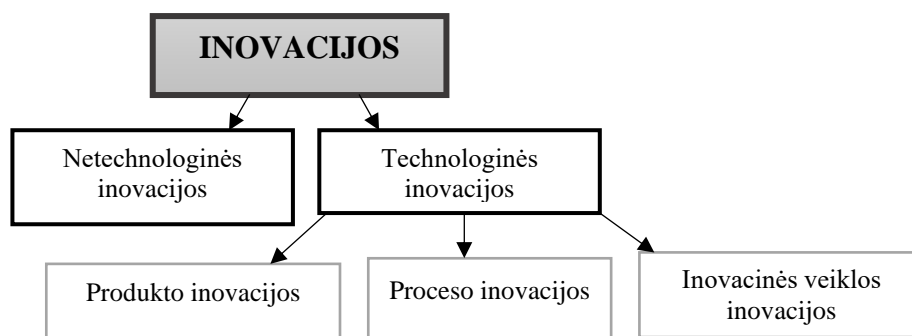 INOVACIJOS
Netechnologinės
inovacijos
Technologinės
inovacijos
Produkto inovacijos
Proceso inovacijos
Inovacinės veiklos
inovacijos